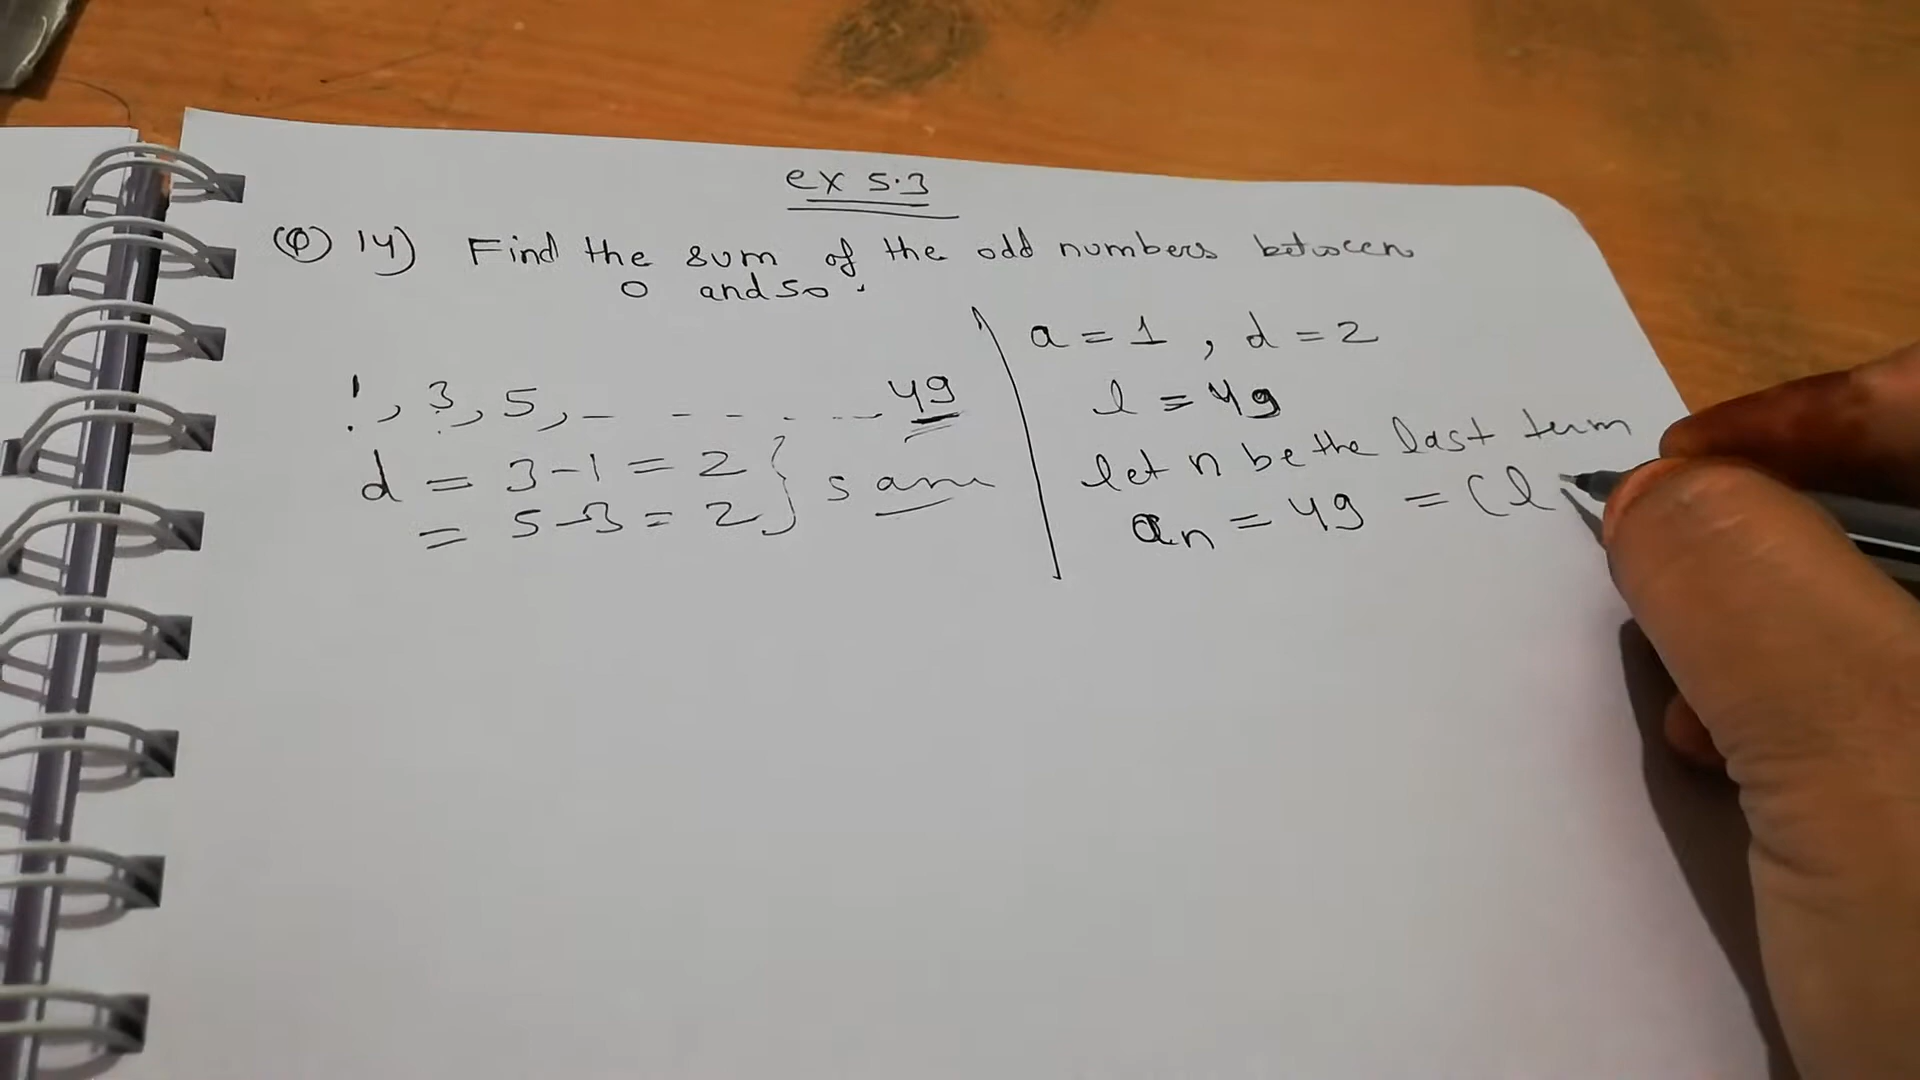 ex 5.3
Q 14) Find the sum of the odd numbers between
0 and 50.
1, 3, 5, _ _ _ _ . . _ 49
d = 3-1 = 2 } sam
= 5-3 = 2
a = 1 , d = 2
l = 49
let n be the last term
an = 49 = (l